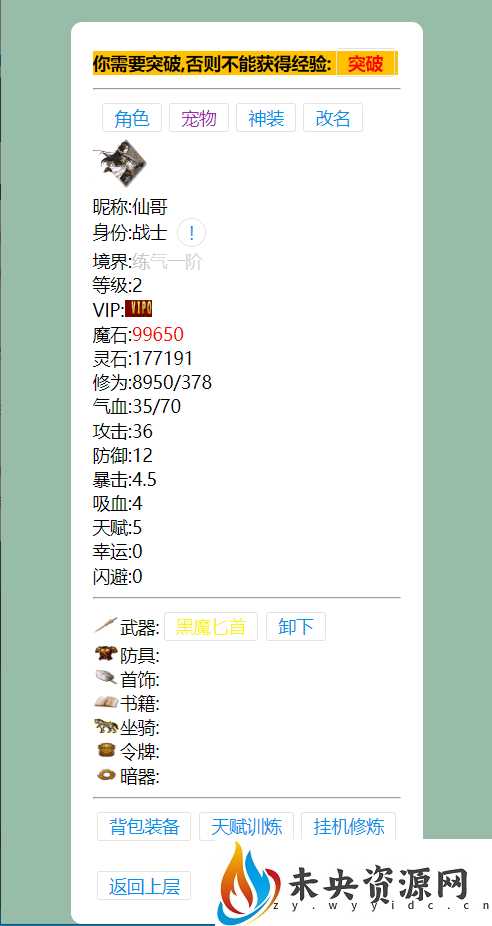 你需要突破,否则不能获得经验: 突破
角色 宠物 神装 改名
昵称:仙哥
身份:战士 !
境界:练气一阶
等级:2
VIP:VIP0
魔石:99650
灵石:177191
修为:8950/378
气血:35/70
攻击:36
防御:12
暴击:4.5
吸血:4
天赋:5
幸运:0
闪避:0
武器: 黑魔匕首 卸下
防具:
首饰:
书籍:
坐骑:
令牌:
暗器:
背包装备 天赋训炼 挂机修炼
返回上层
未央资源网
zy.wyyidc.cn